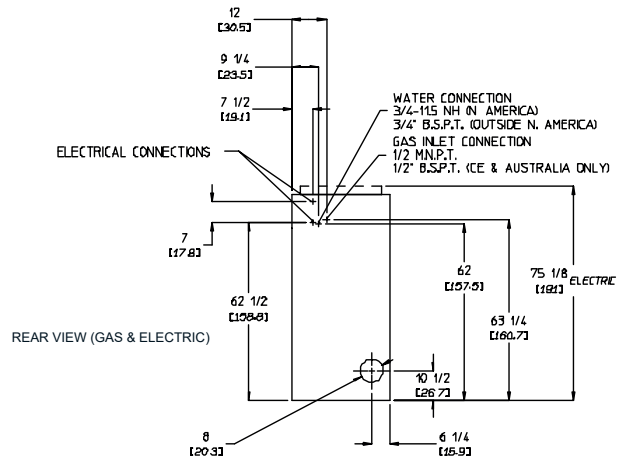 12
[30.5]
9 1/4
[23.5]
7 1/2
[19.1]
WATER CONNECTION
3/4-11.5 NH (N AMERICA)
3/4" B.S.P.T. (OUTSIDE N. AMERICA)
GAS INLET CONNECTION
1/2 M.N.P.T.
1/2" B.S.P.T. (CE & AUSTRALIA ONLY)
ELECTRICAL CONNECTIONS
7
[17.8]
62
[157.5]
75 1/8
[191]
ELECTRIC
62 1/2
[158.8]
63 1/4
[160.7]
REAR VIEW (GAS & ELECTRIC)
10 1/2
[26.7]
8
[20.3]
6 1/4
[15.9]